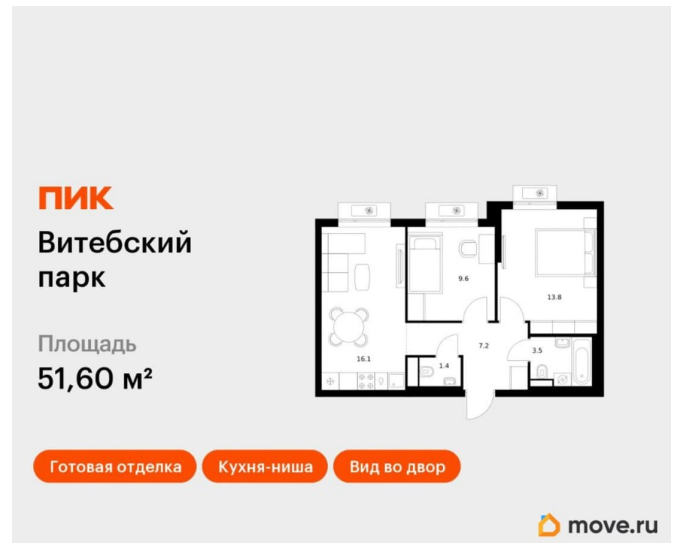 ПИК
Витебский
парк
Площадь
51,60 м²
16.1
9.6
13.8
7.2
1.4
3.5
Готовая отделка
Кухня-ниша
Вид во двор
move.ru